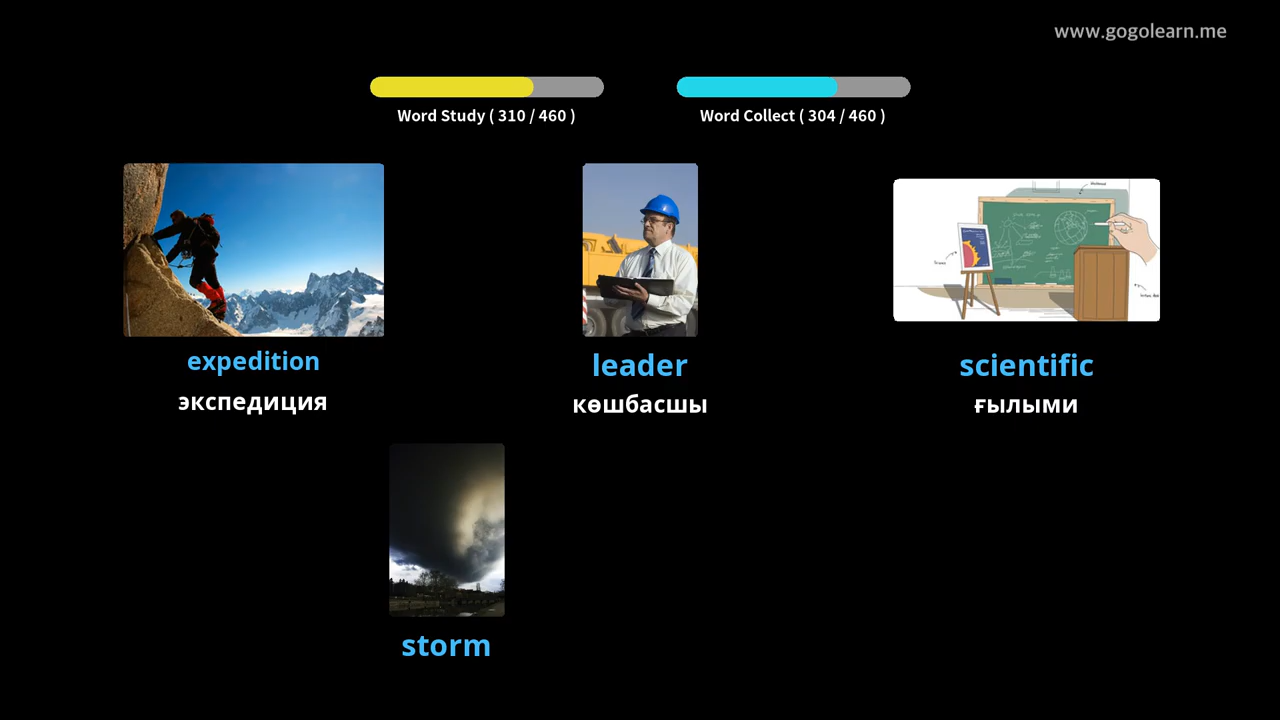 www.gogolearn.me
Word Study ( 310 / 460 )
Word Collect ( 304 / 460 )
expedition
экспедиция
leader
көшбасшы
scientific
ғылыми
storm